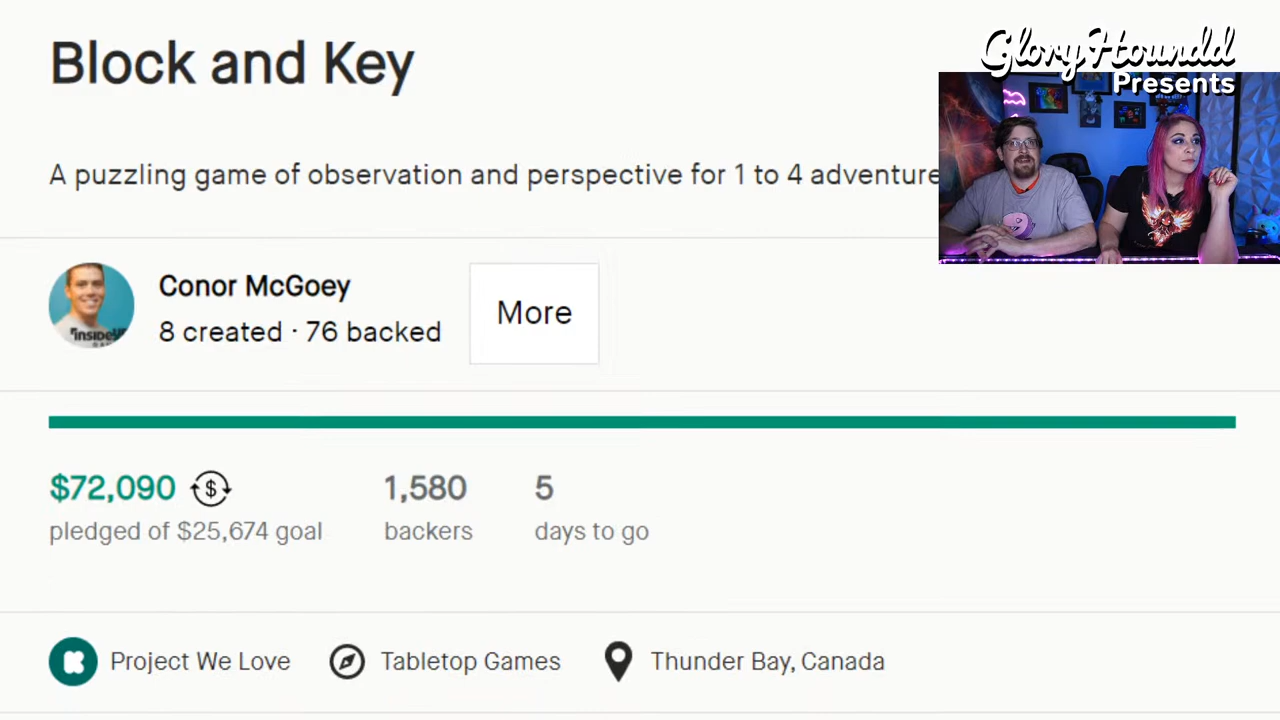 Block and Key
GloryHoundd
Presents
A puzzling game of observation and perspective for 1 to 4 adventure
Conor McGoey
8 created · 76 backed
More
"InsideUP
$72,090
pledged of $25,674 goal
1,580
backers
5
days to go
Project We Love
Tabletop Games
Thunder Bay, Canada